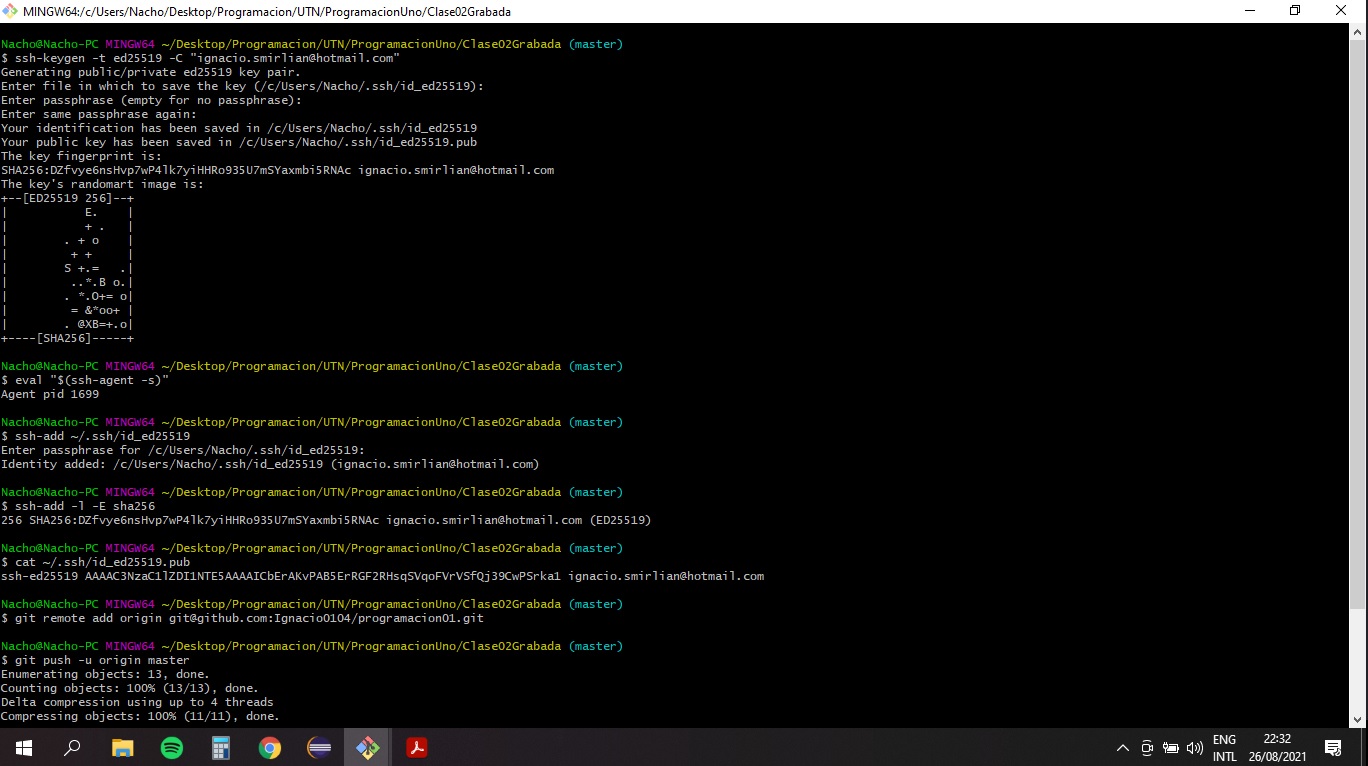 MINGW64:/c/Users/Nacho/Desktop/Programacion/UTN/ProgramacionUno/Clase02Grabada
Nacho@Nacho-PC MINGW64 ~/Desktop/Programacion/UTN/ProgramacionUno/Clase02Grabada (master)
$ ssh-keygen -t ed25519 -C "ignacio.smirlian@hotmail.com"
Generating public/private ed25519 key pair.
Enter file in which to save the key (/c/Users/Nacho/.ssh/id_ed25519):
Enter passphrase (empty for no passphrase):
Enter same passphrase again:
Your identification has been saved in /c/Users/Nacho/.ssh/id_ed25519
Your public key has been saved in /c/Users/Nacho/.ssh/id_ed25519.pub
The key fingerprint is:
SHA256:DZfvye6nsHvp7wP4lk7yiHHRo935U7mSYaxmbi5RNAc ignacio.smirlian@hotmail.com
The key's randomart image is:
+--[ED25519 256]--+
|           E.    |
|           + .   |
|        . + o    |
|         + +     |
|        S +.=   .|
|         ..*.B o.|
|        . *.O+= o|
|         = &*oo+ |
|        . @XB=+.o|
+----[SHA256]-----+
Nacho@Nacho-PC MINGW64 ~/Desktop/Programacion/UTN/ProgramacionUno/Clase02Grabada (master)
$ eval "$(ssh-agent -s)"
Agent pid 1699
Nacho@Nacho-PC MINGW64 ~/Desktop/Programacion/UTN/ProgramacionUno/Clase02Grabada (master)
$ ssh-add ~/.ssh/id_ed25519
Enter passphrase for /c/Users/Nacho/.ssh/id_ed25519:
Identity added: /c/Users/Nacho/.ssh/id_ed25519 (ignacio.smirlian@hotmail.com)
Nacho@Nacho-PC MINGW64 ~/Desktop/Programacion/UTN/ProgramacionUno/Clase02Grabada (master)
$ ssh-add -l -E sha256
256 SHA256:DZfvye6nsHvp7wP4lk7yiHHRo935U7mSYaxmbi5RNAc ignacio.smirlian@hotmail.com (ED25519)
Nacho@Nacho-PC MINGW64 ~/Desktop/Programacion/UTN/ProgramacionUno/Clase02Grabada (master)
$ cat ~/.ssh/id_ed25519.pub
ssh-ed25519 AAAAC3NzaC1lZDI1NTE5AAAAICbErAKvPAB5ErRGF2RHsqSVqoFVrVSfQj39CwPSrka1 ignacio.smirlian@hotmail.com
Nacho@Nacho-PC MINGW64 ~/Desktop/Programacion/UTN/ProgramacionUno/Clase02Grabada (master)
$ git remote add origin git@github.com:Ignacio0104/programacion01.git
Nacho@Nacho-PC MINGW64 ~/Desktop/Programacion/UTN/ProgramacionUno/Clase02Grabada (master)
$ git push -u origin master
Enumerating objects: 13, done.
Counting objects: 100% (13/13), done.
Delta compression using up to 4 threads
Compressing objects: 100% (11/11), done.
ENG
INTL
22:32
26/08/2021